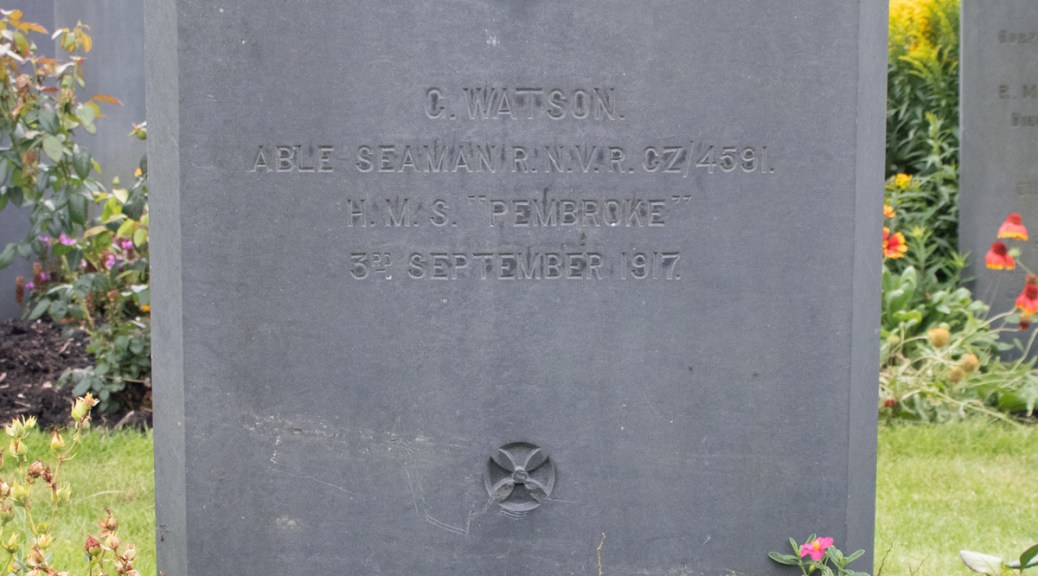 C. WATSON.
ABLE SEAMAN R.N.V.R. CZ/4591.
H.M.S. "PEMBROKE"
3RD. SEPTEMBER 1917.